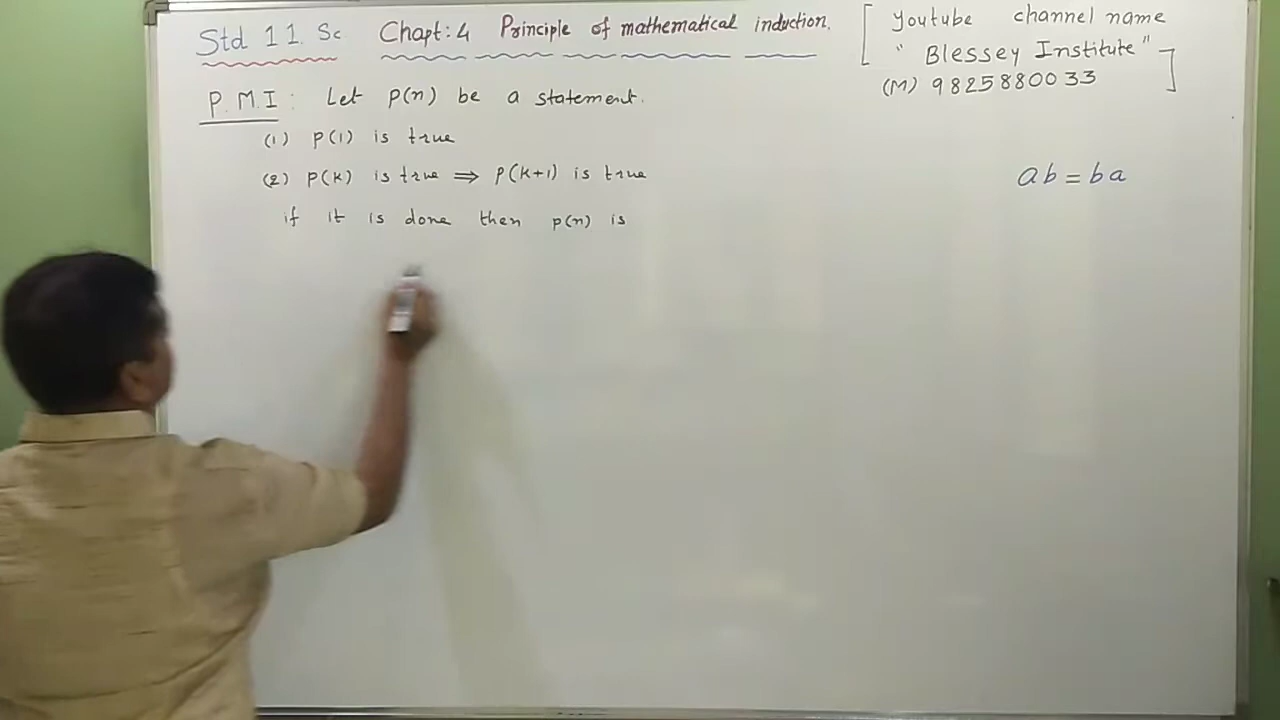 Std 11. Sc Chapt: 4 Principle of mathematical induction.
[ Youtube channel name
"Blessey Institute"
(M) 9825880033 ]
P.M.I : Let p(n) be a statement.
(1) p(1) is true
(2) p(k) is true ⟹ p(k+1) is true
if it is done then p(n) is
ab = ba